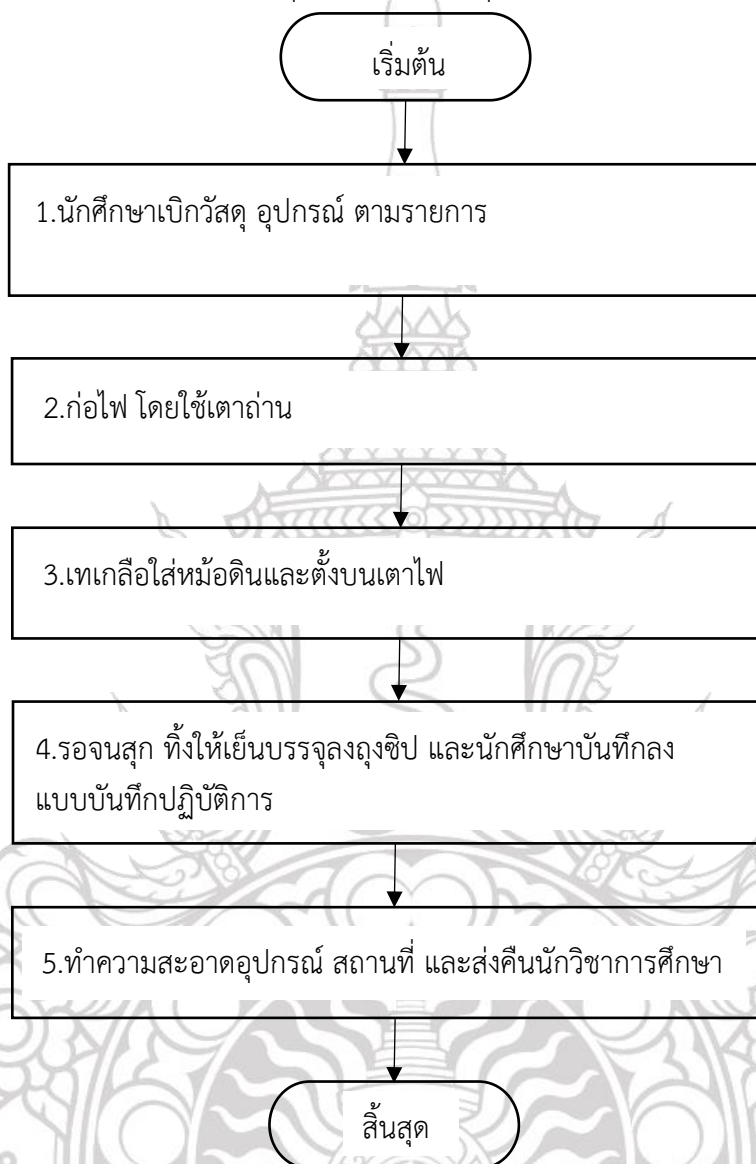 เริ่มต้น
1.นักศึกษาเบิกวัสดุ อุปกรณ์ ตามรายการ
2.ก่อไฟ โดยใช้เตาถ่าน
3.เทเกลือใส่หม้อดินและตั้งบนเตาไฟ
4.รอจนสุก ทิ้งให้เย็นบรรจุลงถุงซิป และนักศึกษาบันทึกลง
แบบบันทึกปฏิบัติการ
5.ทำความสะอาดอุปกรณ์ สถานที่ และส่งคืนนักวิชาการศึกษา
สิ้นสุด